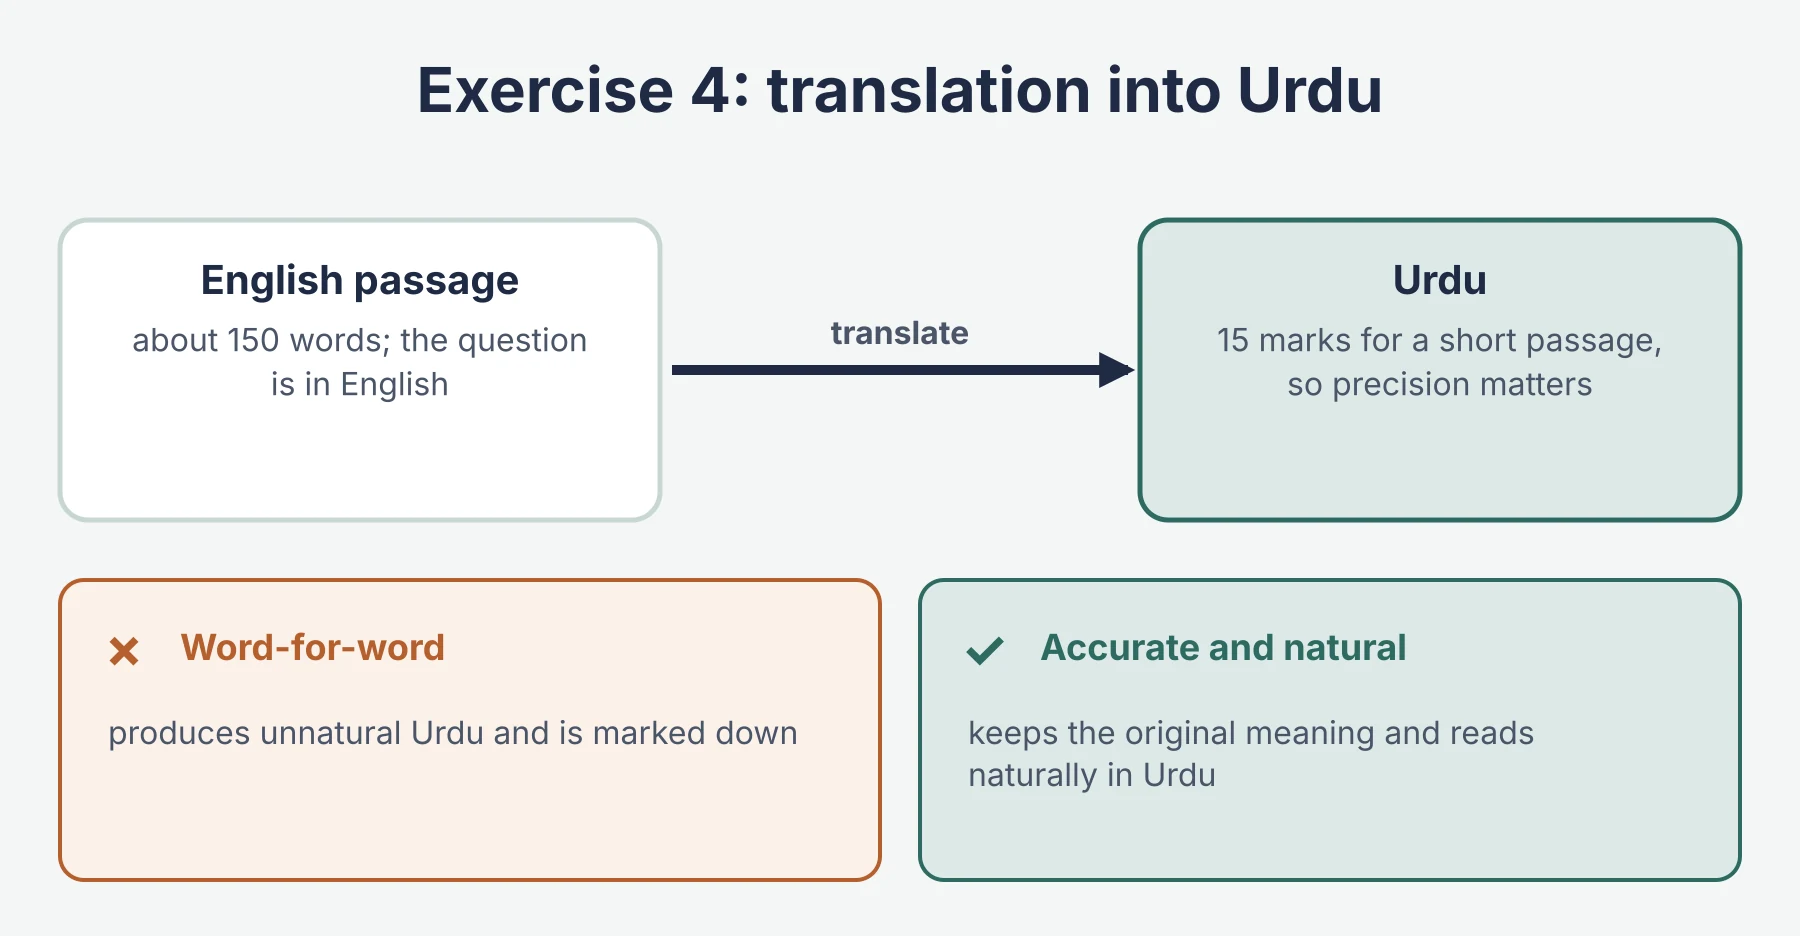 Exercise 4: translation into Urdu
English passage
about 150 words; the question
is in English
translate
Urdu
15 marks for a short passage,
so precision matters
Word-for-word
produces unnatural Urdu and is marked down
Accurate and natural
keeps the original meaning and reads
naturally in Urdu